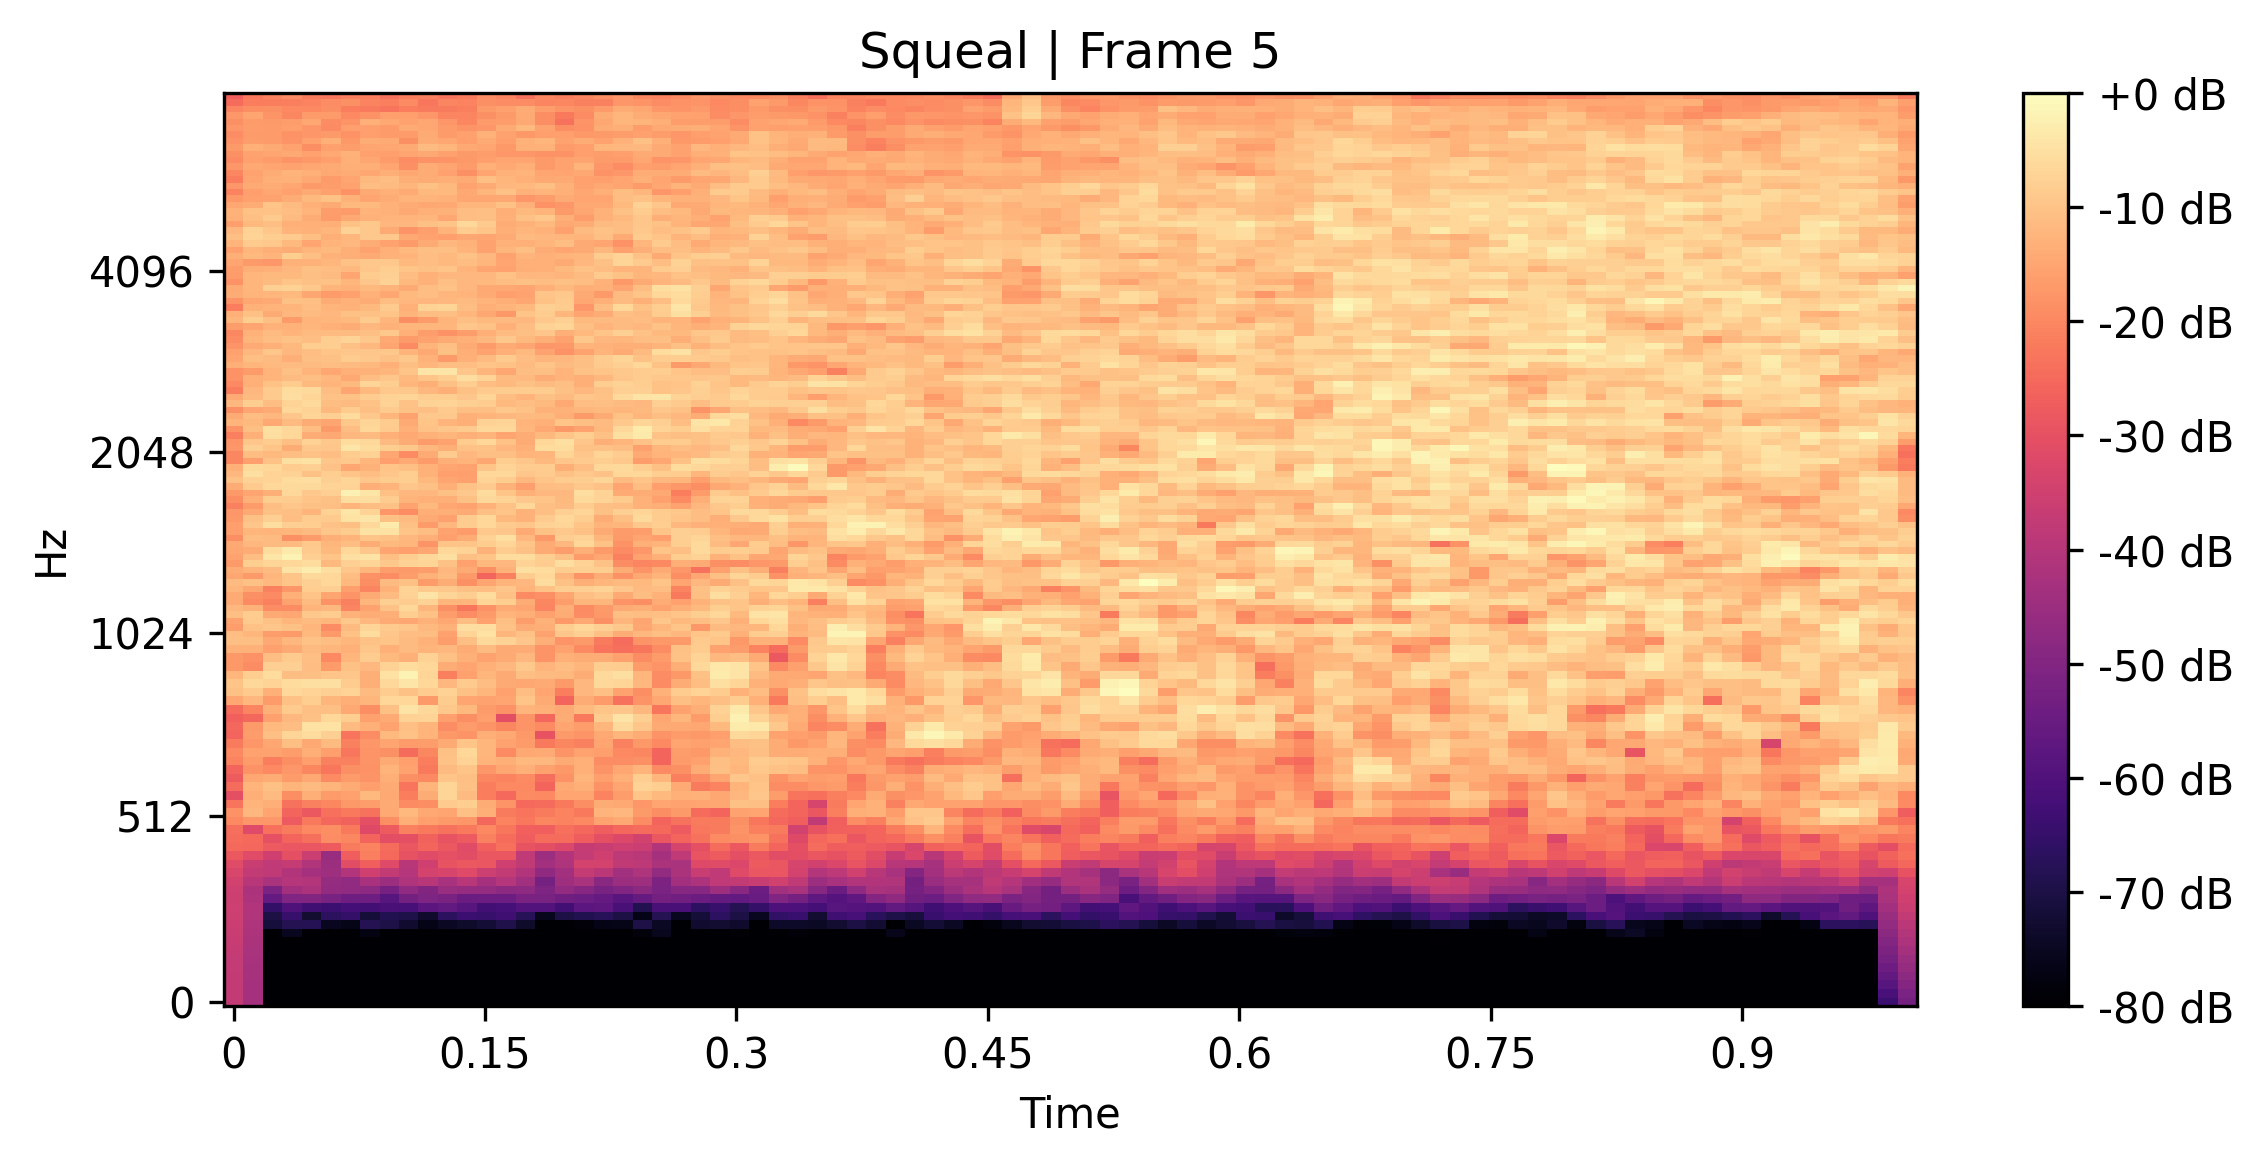 Squeal | Frame 5
Hz
4096
2048
1024
512
0
0 0.15 0.3 0.45 0.6 0.75 0.9
Time
+0 dB
-10 dB
-20 dB
-30 dB
-40 dB
-50 dB
-60 dB
-70 dB
-80 dB